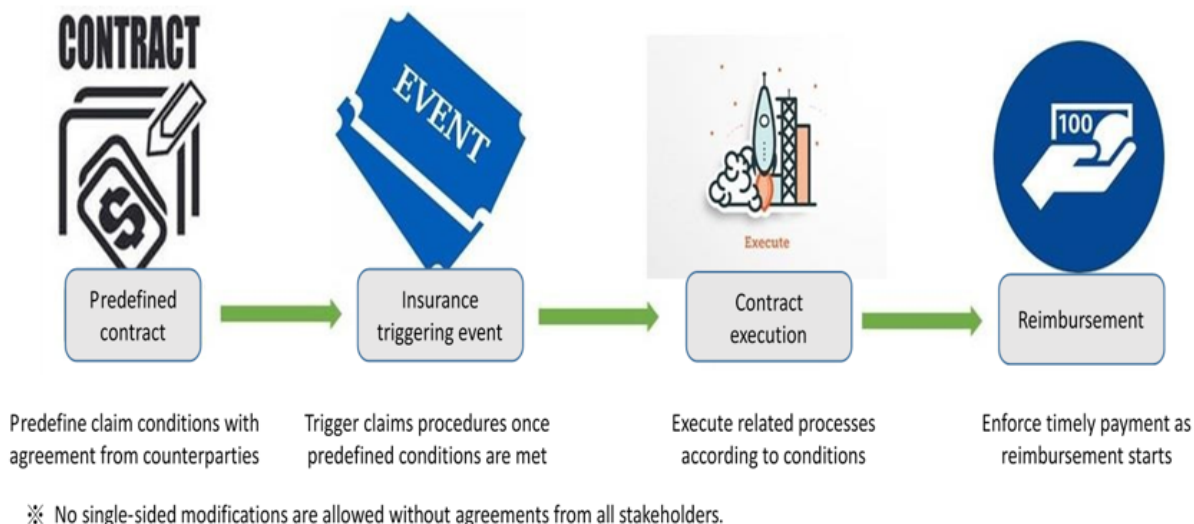 CONTRACT
$
EVENT
Execute
100
Predefined
contract
Insurance
triggering event
Contract
execution
Reimbursement
Predefine claim conditions with
agreement from counterparties
Trigger claims procedures once
predefined conditions are met
Execute related processes
according to conditions
Enforce timely payment as
reimbursement starts
※ No single-sided modifications are allowed without agreements from all stakeholders.